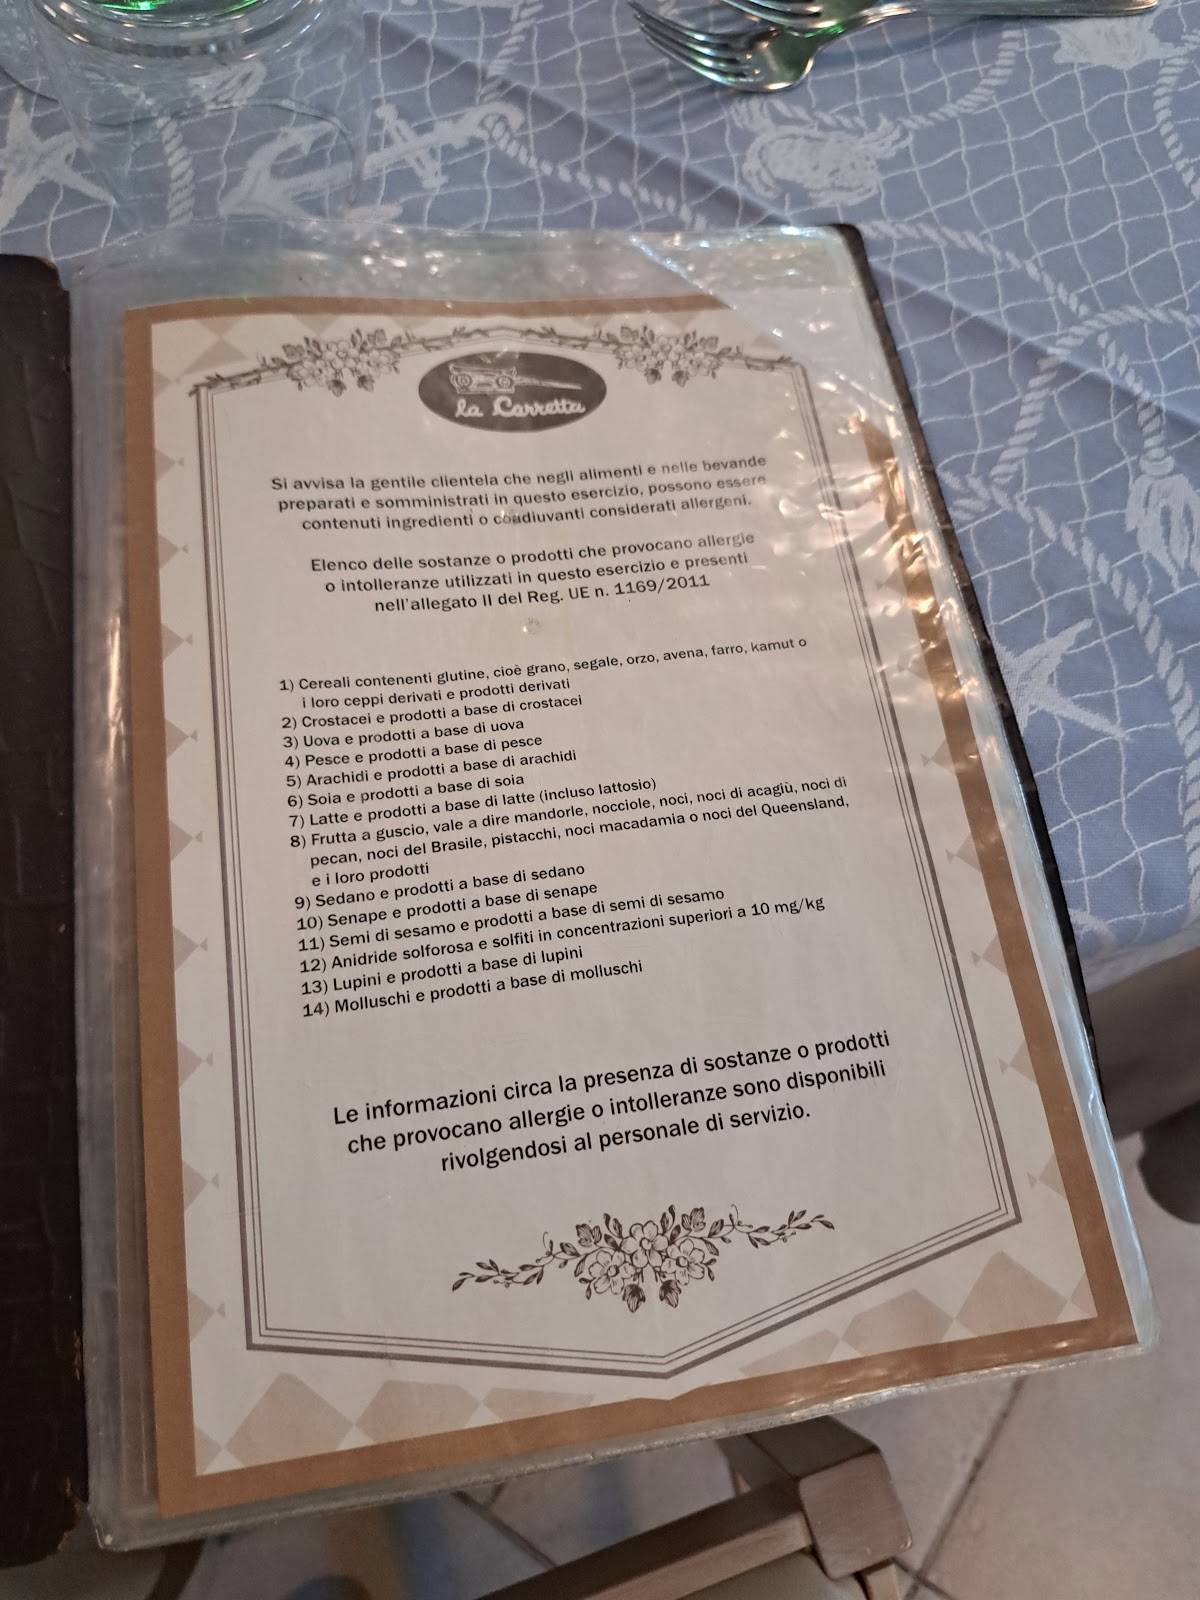 la Carretta
Si avvisa la gentile clientela che negli alimenti e nelle bevande
preparati e somministrati in questo esercizio, possono essere
contenuti ingredienti o coadiuvanti considerati allergeni.
Elenco delle sostanze o prodotti che provocano allergie
o intolleranze utilizzati in questo esercizio e presenti
nell'allegato II del Reg. UE n. 1169/2011
1) Cereali contenenti glutine, cioè grano, segale, orzo, avena, farro, kamut o
i loro ceppi derivati e prodotti derivati
2) Crostacei e prodotti a base di crostacei
3) Uova e prodotti a base di uova
4) Pesce e prodotti a base di pesce
5) Arachidi e prodotti a base di arachidi
6) Soia e prodotti a base di soia
7) Latte e prodotti a base di latte (incluso lattosio)
8) Frutta a guscio, vale a dire mandorle, nocciole, noci, noci di acagiù, noci di
pecan, noci del Brasile, pistacchi, noci macadamia o noci del Queensland,
e i loro prodotti
9) Sedano e prodotti a base di sedano
10) Senape e prodotti a base di senape
11) Semi di sesamo e prodotti a base di semi di sesamo
12) Anidride solforosa e solfiti in concentrazioni superiori a 10 mg/kg
13) Lupini e prodotti a base di lupini
14) Molluschi e prodotti a base di molluschi
Le informazioni circa la presenza di sostanze o prodotti
che provocano allergie o intolleranze sono disponibili
rivolgendosi al personale di servizio.